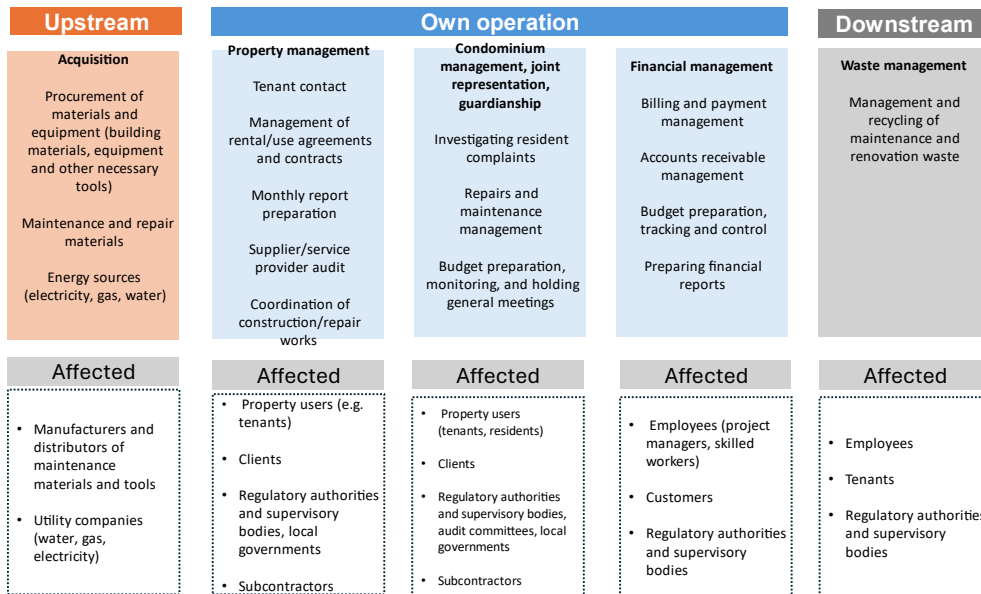 Upstream
Own operation
Downstream
Acquisition
Procurement of
materials and
equipment (building
materials, equipment
and other necessary
tools)
Maintenance and repair
materials
Energy sources
(electricity, gas, water)
Property management
Tenant contact
Management of
rental/use agreements
and contracts
Monthly report
preparation
Supplier/service
provider audit
Coordination of
construction/repair
works
Condominium
management, joint
representation,
guardianship
Investigating resident
complaints
Repairs and
maintenance
management
Budget preparation,
monitoring, and holding
general meetings
Financial management
Billing and payment
management
Accounts receivable
management
Budget preparation,
tracking and control
Preparing financial
reports
Waste management
Management and
recycling of
maintenance and
renovation waste
Affected
• Manufacturers and
distributors of
maintenance
materials and tools
• Utility companies
(water, gas,
electricity)
Affected
• Property users (e.g.
tenants)
• Clients
• Regulatory authorities
and supervisory
bodies, local
governments
• Subcontractors
Affected
• Property users
(tenants, residents)
• Clients
• Regulatory authorities
and supervisory bodies,
audit committees, local
governments
• Subcontractors
Affected
• Employees (project
managers, skilled
workers)
• Customers
• Regulatory authorities
and supervisory
bodies
Affected
• Employees
• Tenants
• Regulatory authorities
and supervisory
bodies